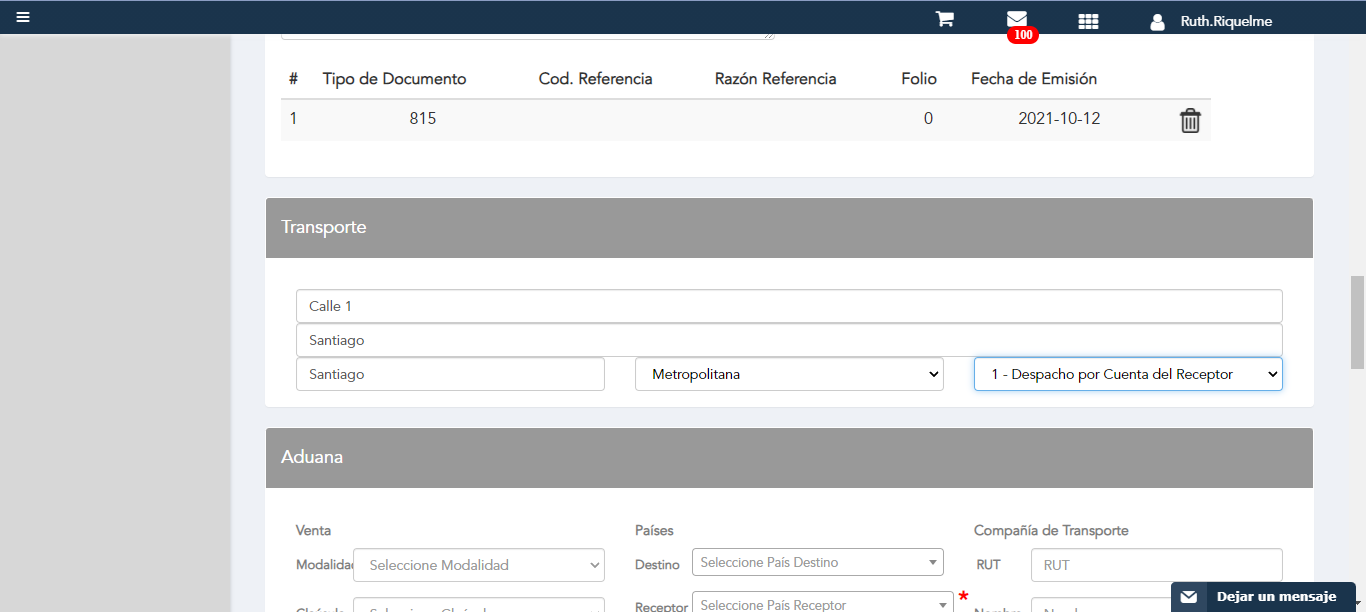 100
Ruth.Riquelme
# Tipo de Documento Cod. Referencia Razón Referencia Folio Fecha de Emisión
1 815 0 2021-10-12
Transporte
Calle 1
Santiago
Santiago Metropolitana 1 - Despacho por Cuenta del Receptor
Aduana
Venta Países Compañía de Transporte
Modalidad Seleccione Modalidad Destino Seleccione País Destino RUT RUT
Receptor Seleccione País Receptor *
Dejar un mensaje